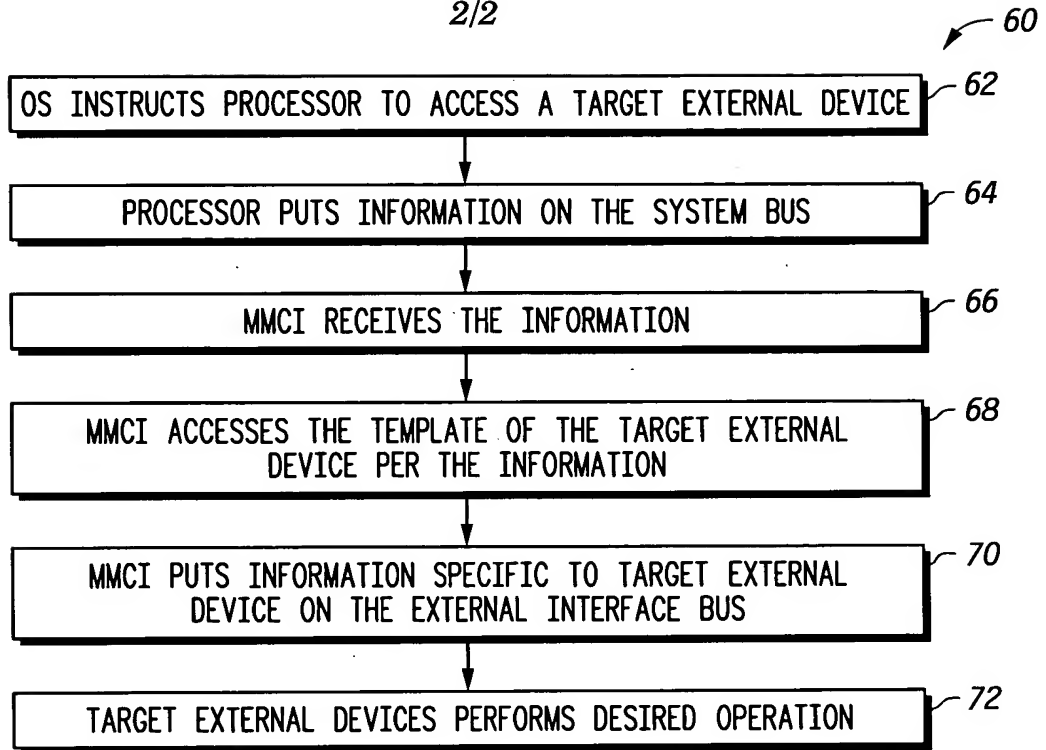 2/2
60
OS INSTRUCTS PROCESSOR TO ACCESS A TARGET EXTERNAL DEVICE
62
PROCESSOR PUTS INFORMATION ON THE SYSTEM BUS
64
MMCI RECEIVES THE INFORMATION
66
MMCI ACCESSES THE TEMPLATE OF THE TARGET EXTERNAL
DEVICE PER THE INFORMATION
68
MMCI PUTS INFORMATION SPECIFIC TO TARGET EXTERNAL
DEVICE ON THE EXTERNAL INTERFACE BUS
70
TARGET EXTERNAL DEVICES PERFORMS DESIRED OPERATION
72